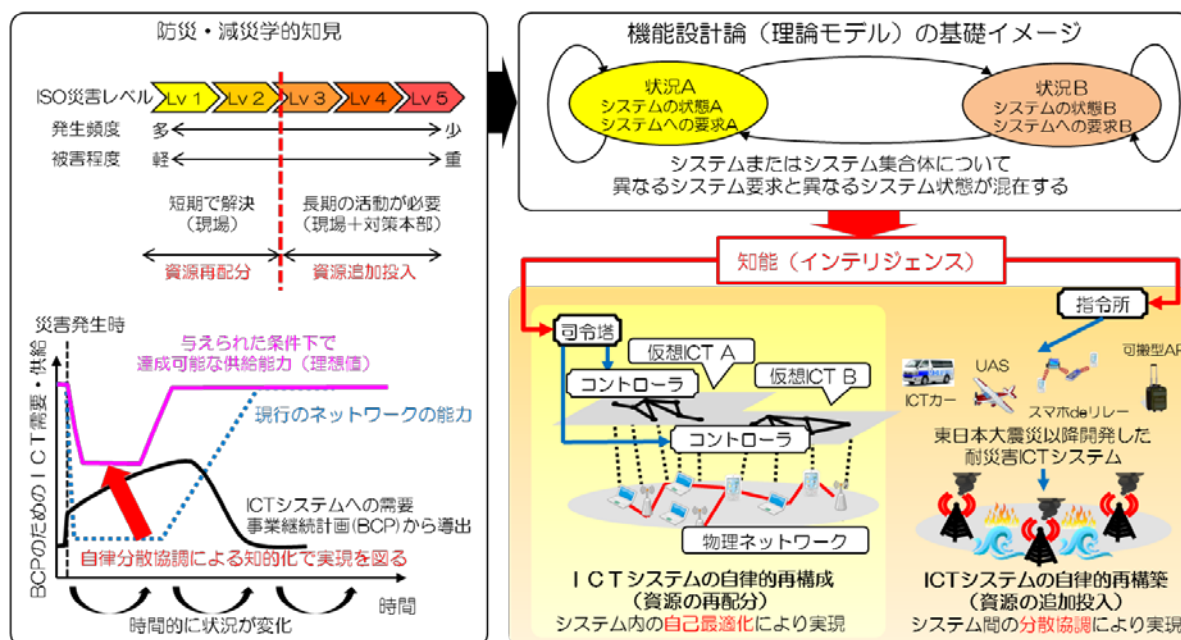 防災・減災学的知見
ISO災害レベル Lv 1 Lv 2 Lv 3 Lv 4 Lv 5
発生頻度 多 少
被害程度 軽 重
短期で解決
(現場)
長期の活動が必要
(現場+対策本部)
資源再配分 資源追加投入
災害発生時
与えられた条件下で
達成可能な供給能力(理想値)
現行のネットワークの能力
ICTシステムへの需要
事業継続計画(BCP)から導出
自律分散協調による知的化で実現を図る
BCPのためのICT需要・供給
時間
時間的に状況が変化
機能設計論(理論モデル)の基礎イメージ
状況A
システムの状態A
システムへの要求A
状況B
システムの状態B
システムへの要求B
システムまたはシステム集合体について
異なるシステム要求と異なるシステム状態が混在する
知能(インテリジェンス)
司令塔
仮想ICT A
コントローラ
仮想ICT B
コントローラ
物理ネットワーク
ICTシステムの自律的再構成
(資源の再配分)
システム内の自己最適化により実現
指令所
可搬型AP
UAS
ICTカー
スマホdeリレー
東日本大震災以降開発した
耐災害ICTシステム
ICTシステムの自律的再構築
(資源の追加投入)
システム間の分散協調により実現